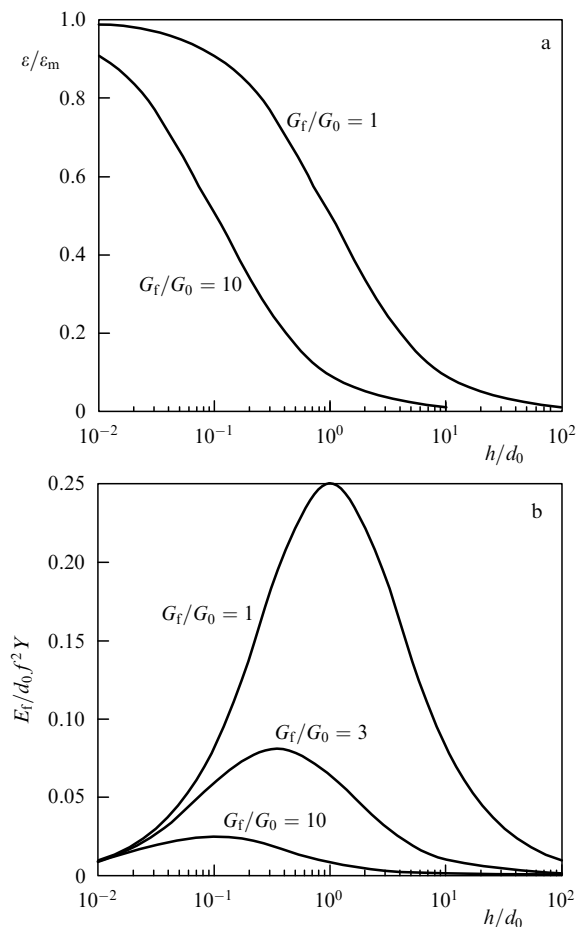 a
ε/ε_m
1.0
0.8
0.6
0.4
0.2
0
G_f/G_0 = 1
G_f/G_0 = 10
10^−2
10^−1
10^0
10^1
10^2
h/d_0
b
E_f/d_0 f^2 Y
0.25
0.20
0.15
0.10
0.05
0
G_f/G_0 = 1
G_f/G_0 = 3
G_f/G_0 = 10
10^−2
10^−1
10^0
10^1
10^2
h/d_0